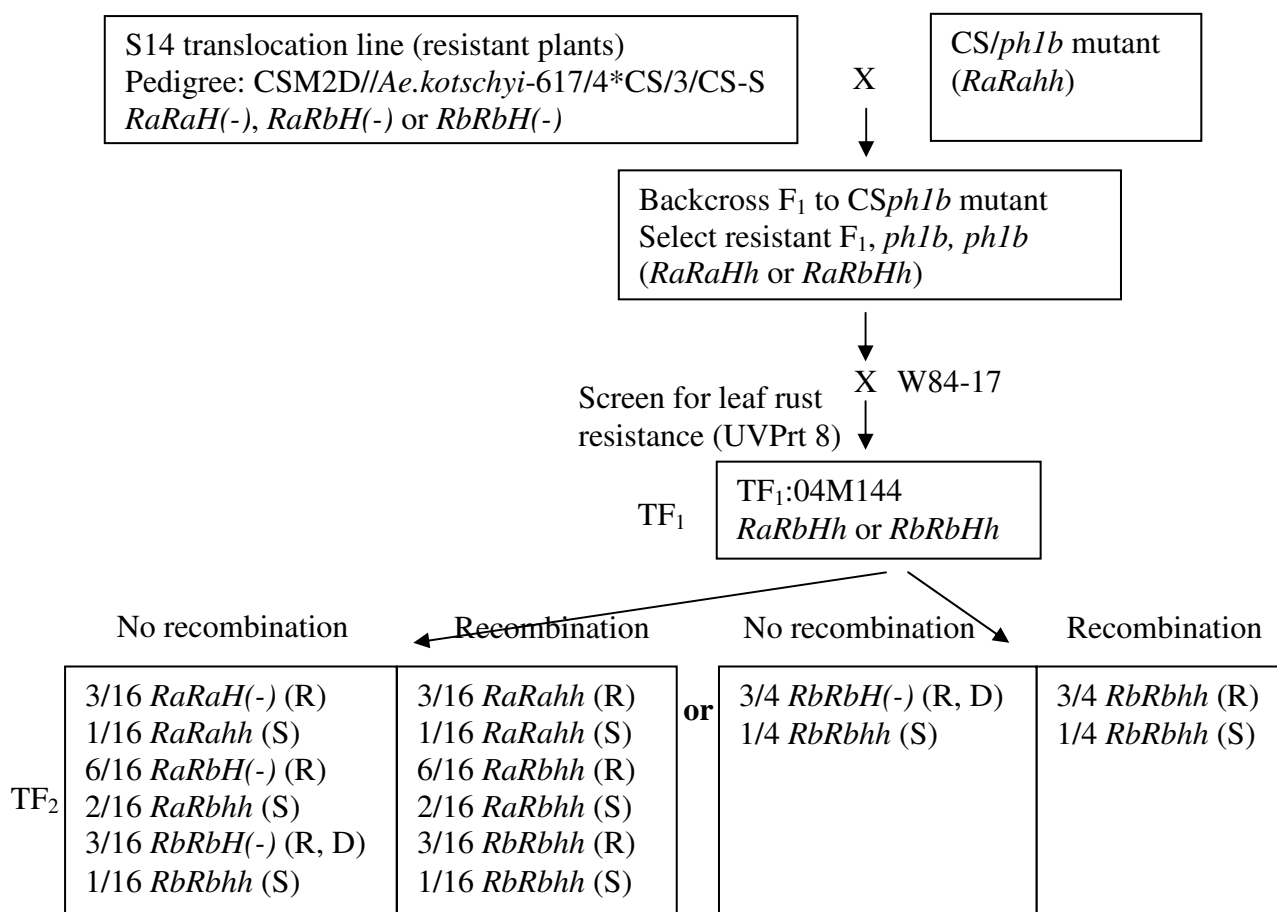 S14 translocation line (resistant plants)
Pedigree: CSM2D//Ae.kotschyi-617/4*CS/3/CS-S
RaRaH(-), RaRbH(-) or RbRbH(-)
X
CS/ph1b mutant
(RaRahh)
Backcross F₁ to CSph1b mutant
Select resistant F₁, ph1b, ph1b
(RaRaHh or RaRbHh)
X W84-17
Screen for leaf rust
resistance (UVPrt 8)
TF₁
TF₁:04M144
RaRbHh or RbRbHh
No recombination
Recombination
No recombination
Recombination
TF₂
3/16 RaRaH(-) (R)
1/16 RaRahh (S)
6/16 RaRbH(-) (R)
2/16 RaRbhh (S)
3/16 RbRbH(-) (R, D)
1/16 RbRbhh (S)
3/16 RaRahh (R)
1/16 RaRahh (S)
6/16 RaRbhh (R)
2/16 RaRbhh (S)
3/16 RbRbhh (R)
1/16 RbRbhh (S)
or
3/4 RbRbH(-) (R, D)
1/4 RbRbhh (S)
3/4 RbRbhh (R)
1/4 RbRbhh (S)